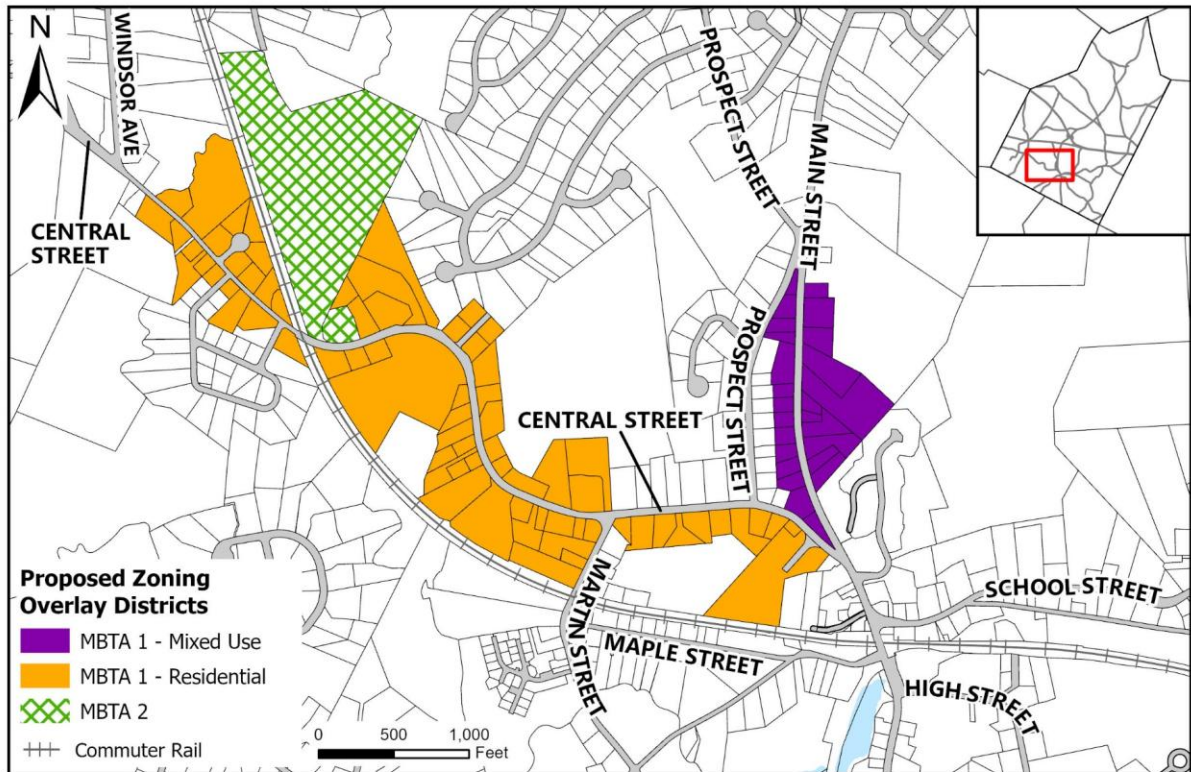 N
WINDSOR AVE
CENTRAL
STREET
PROSPECT STREET
MAIN STREET
PROSPECT STREET
CENTRAL STREET
MARTIN STREET
MAPLE STREET
SCHOOL STREET
HIGH STREET
Proposed Zoning
Overlay Districts
MBTA 1 - Mixed Use
MBTA 1 - Residential
MBTA 2
Commuter Rail
0 500 1,000
Feet